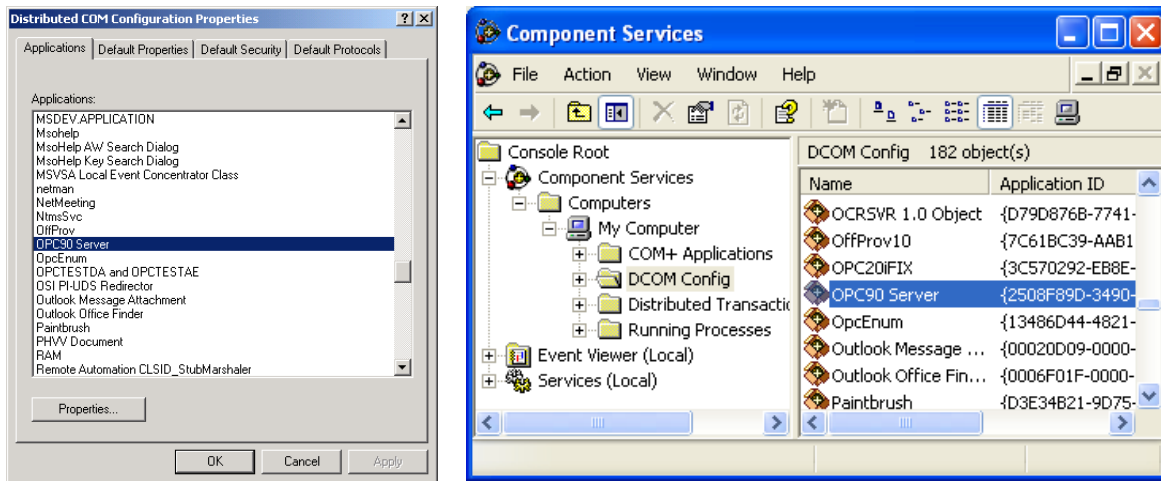 Distributed COM Configuration Properties
Applications
Default Properties
Default Security
Default Protocols
Applications:
MSDEV.APPLICATION
Msohelp
MsoHelp AW Search Dialog
MsoHelp Key Search Dialog
MSVSA Local Event Concentrator Class
netman
NetMeeting
NtmsSvc
OffProv
OPC90 Server
OpcEnum
OPCTESTDA and OPCTESTAE
OSI PI-UDS Redirector
Outlook Message Attachment
Outlook Office Finder
Paintbrush
PHVV Document
RAM
Remote Automation CLSID_StubMarshaler
Properties...
OK
Cancel
Apply
Component Services
File Action View Window Help
Console Root
Component Services
Computers
My Computer
COM+ Applications
DCOM Config
Distributed Transactic
Running Processes
Event Viewer (Local)
Services (Local)
DCOM Config 182 object(s)
Name Application ID
OCRSVR 1.0 Object {D79D876B-7741-
OffProv10 {7C61BC39-AAB1
OPC20iFIX {3C570292-EB8E-
OPC90 Server {2508F89D-3490-
OpcEnum {13486D44-4821-
Outlook Message ... {00020D09-0000-
Outlook Office Fin... {0006F01F-0000-
Paintbrush {D3E34B21-9D75-